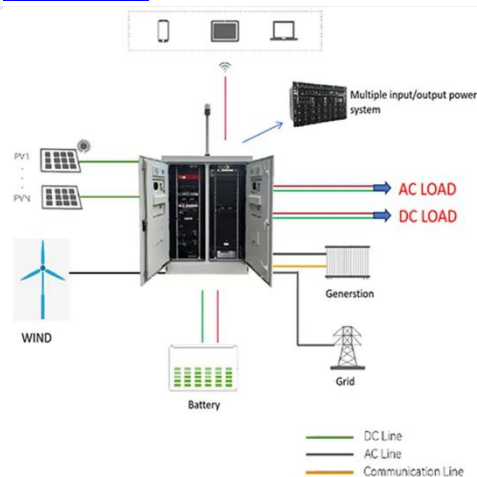 Multiple input/output power
system
PV1
PVN
AC LOAD
DC LOAD
Generstion
WIND
Grid
Battery
DC Line
AC Line
Communication Line